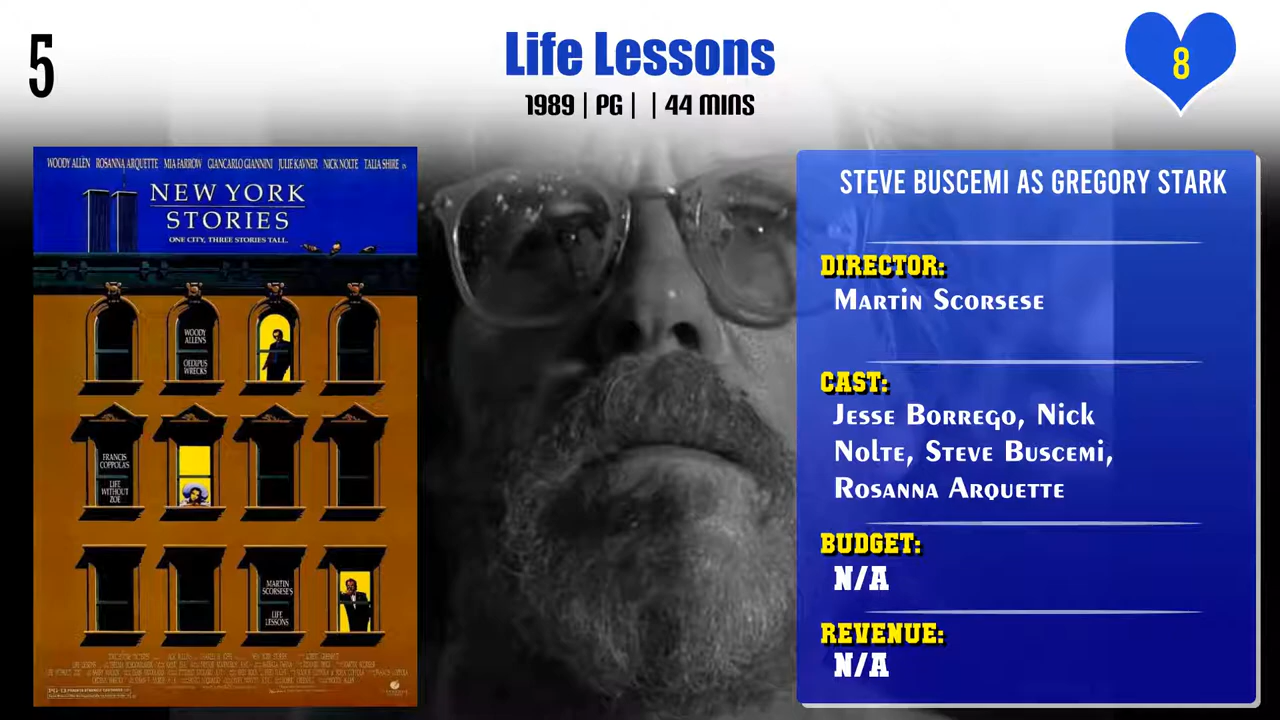 5
Life Lessons
8
1989 | PG | | 44 MINS
WOODY ALLEN ROSANNA ARQUETTE MIA FARROW GIANCARLO GIANNINI JULIE KAVNER NICK NOLTE TALIA SHIRE IN
NEW YORK
STORIES
ONE CITY, THREE STORIES TALL.
WOODY
ALLEN'S
OEDIPUS
WRECKS
FRANCIS
COPPOLA'S
LIFE
WITHOUT
ZOE
MARTIN
SCORSESE'S
LIFE
LESSONS
STEVE BUSCEMI AS GREGORY STARK
DIRECTOR:
MARTIN SCORSESE
CAST:
JESSE BORREGO, NICK
NOLTE, STEVE BUSCEMI,
ROSANNA ARQUETTE
BUDGET:
N/A
REVENUE:
N/A